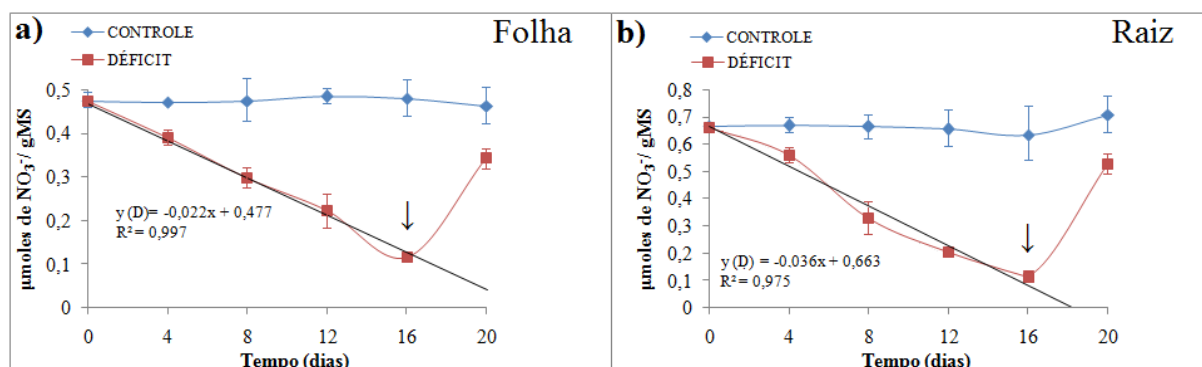 a)
CONTROLE
DÉFICIT
Folha
µmoles de NO₃⁻/ gMS
0,5
0,4
0,3
0,2
0,1
0
y (D)= -0,022x + 0,477
R² = 0,997
↓
0 4 8 12 16 20
Tempo (dias)
b)
CONTROLE
DÉFICIT
Raiz
µmoles de NO₃⁻/ gMS
0,8
0,7
0,6
0,5
0,4
0,3
0,2
0,1
0
y (D) = -0.036x + 0,663
R² = 0,975
↓
0 4 8 12 16 20
Tempo (dias)